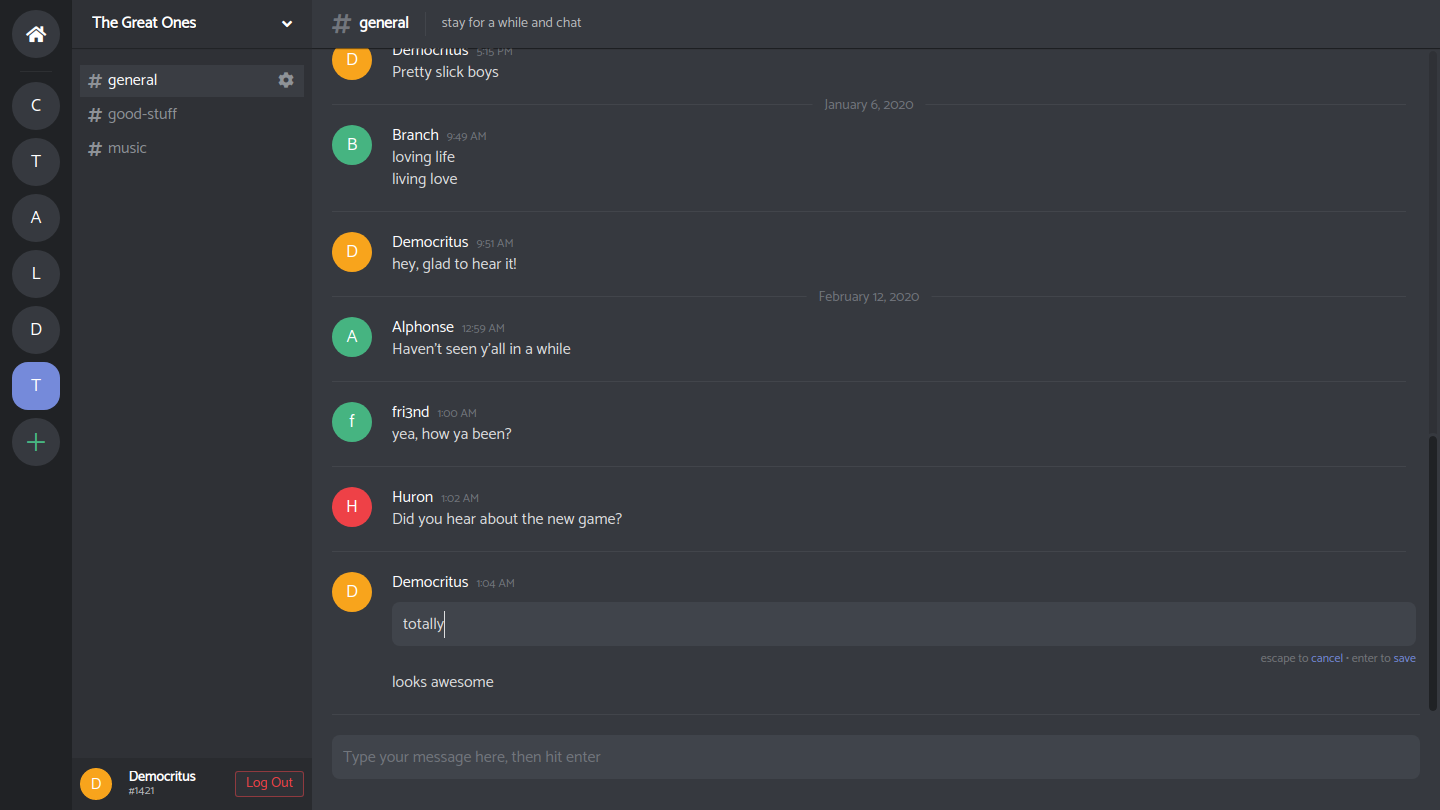 The Great Ones
# general
stay for a while and chat
C
T
A
L
D
T
# general
# good-stuff
# music
D
Democritus 5:15 PM
Pretty slick boys
January 6, 2020
B
Branch 9:49 AM
loving life
living love
D
Democritus 9:51 AM
hey, glad to hear it!
February 12, 2020
A
Alphonse 12:59 AM
Haven't seen y'all in a while
f
fri3nd 1:00 AM
yea, how ya been?
H
Huron 1:02 AM
Did you hear about the new game?
D
Democritus 1:04 AM
totally
escape to cancel • enter to save
looks awesome
Type your message here, then hit enter
D
Democritus
#1421
Log Out